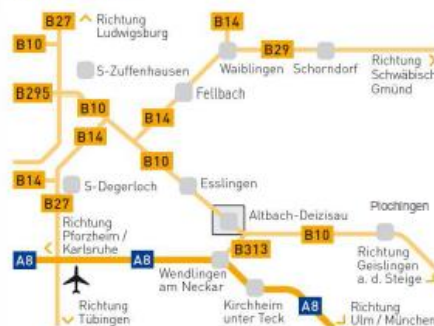 B27
Richtung
Ludwigsburg
B14
B10
B29
S-Zuffenhausen
Waiblingen
Schorndorf
Richtung
Schwäbisch
Gmünd
B295
B10
Fellbach
B14
B14
B10
B14
S-Degerloch
Esslingen
B27
Altbach-Deizisau
Plochingen
Richtung
Pforzheim /
Karlsruhe
B313
B10
A8
A8
Wendlingen
am Neckar
Richtung
Geislingen
a. d. Steige
Kirchheim
unter Teck
A8
Richtung
Tübingen
Richtung
Ulm / München